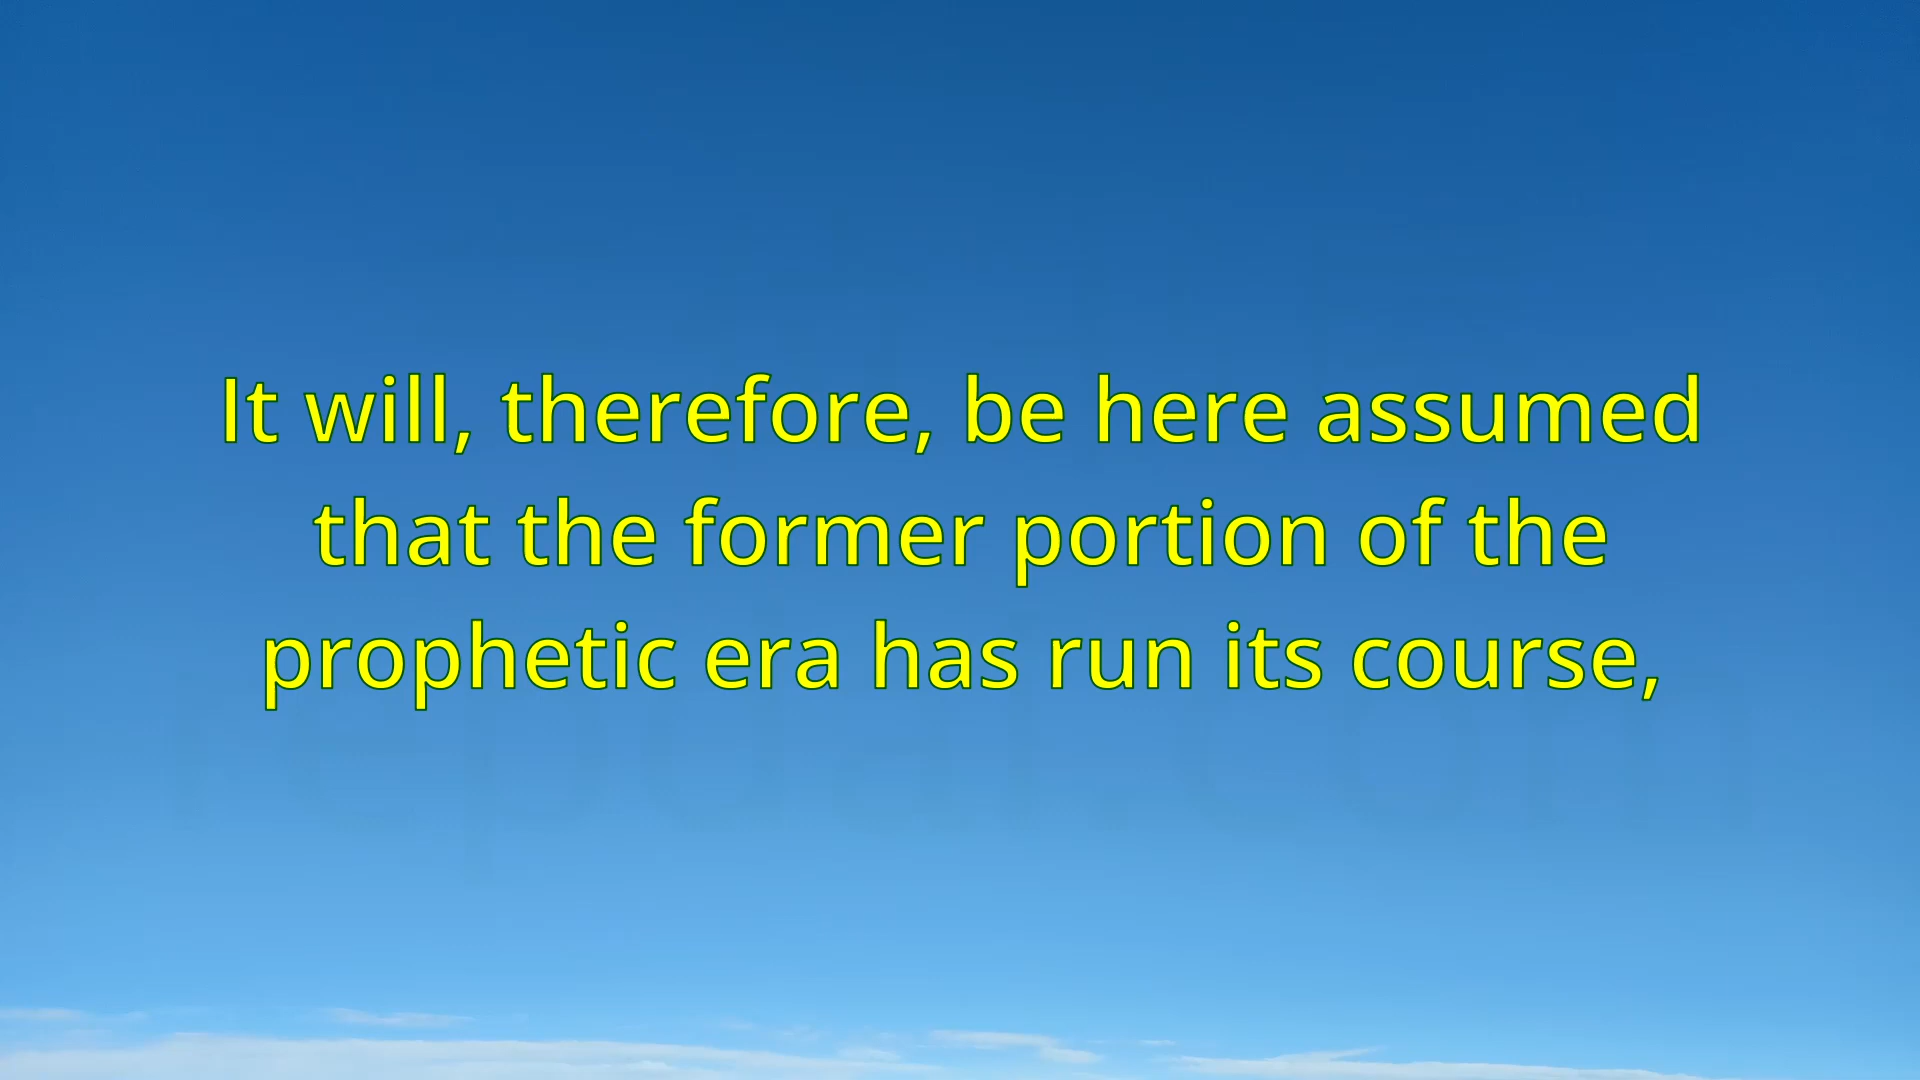 It will, therefore, be here assumed
that the former portion of the
prophetic era has run its course,